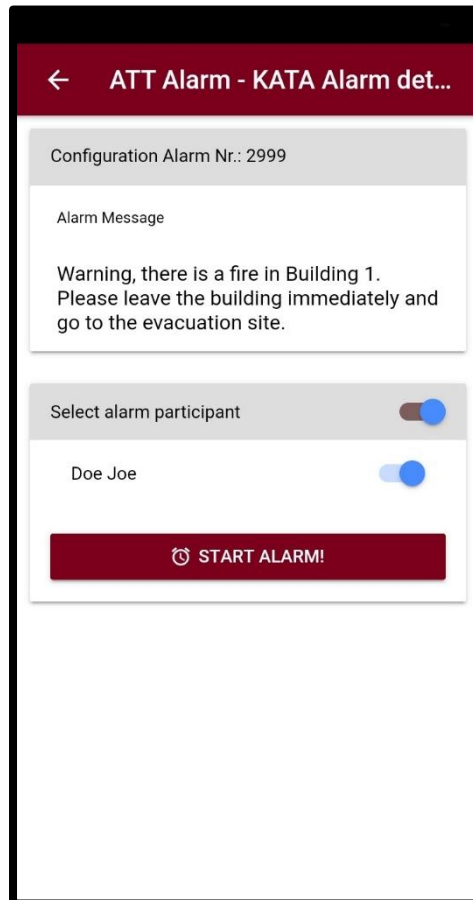 ATT Alarm - KATA Alarm det...
Configuration Alarm Nr.: 2999
Alarm Message
Warning, there is a fire in Building 1.
Please leave the building immediately and
go to the evacuation site.
Select alarm participant
Doe Joe
START ALARM!